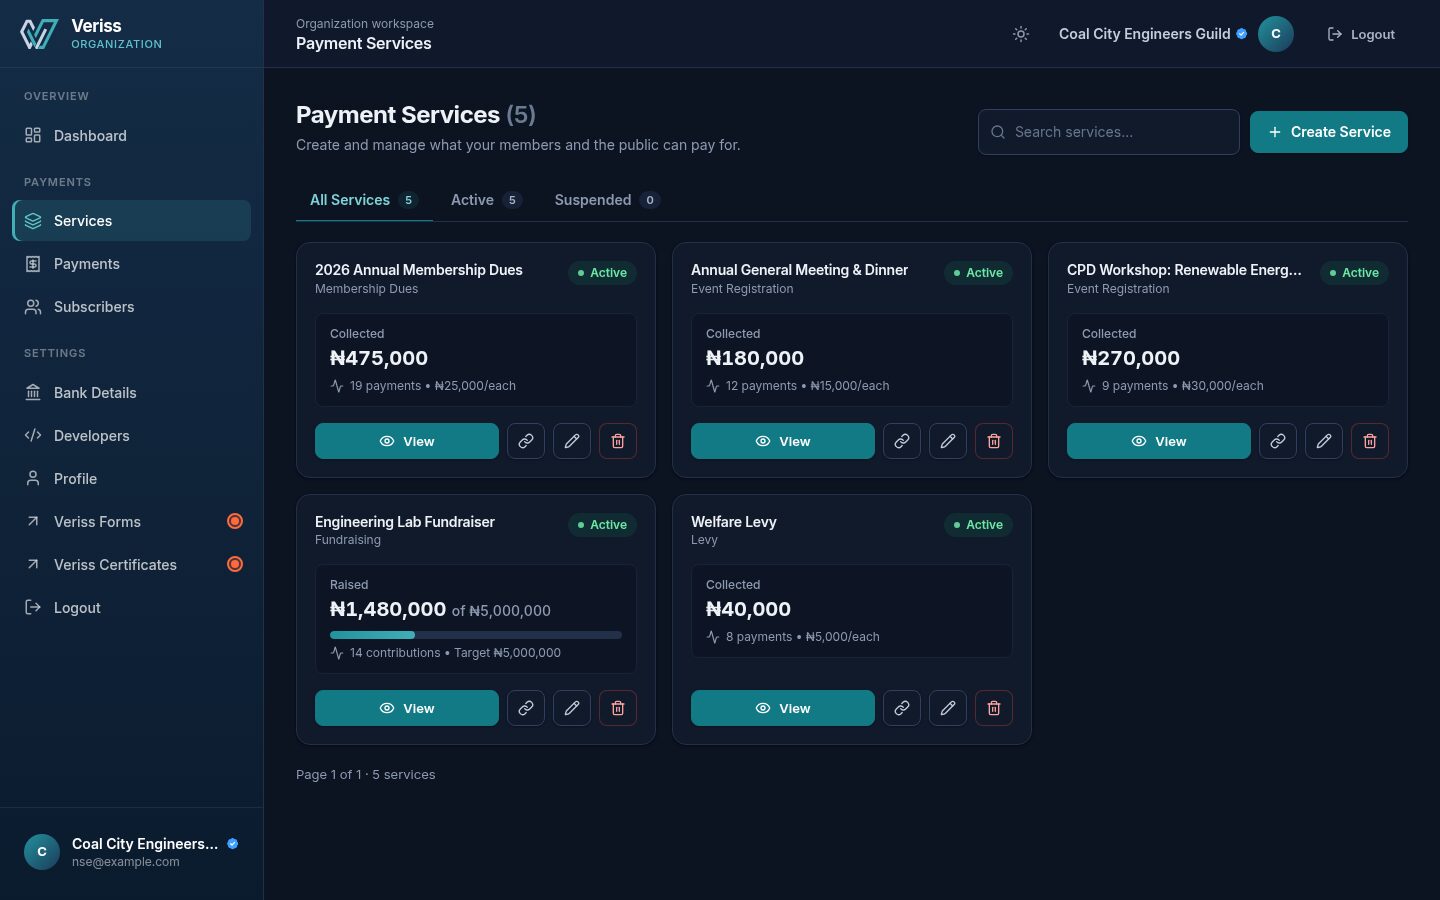 Veriss
ORGANIZATION
OVERVIEW
Dashboard
PAYMENTS
Services
Payments
Subscribers
SETTINGS
Bank Details
Developers
Profile
Veriss Forms
Veriss Certificates
Logout
C
Coal City Engineers...
nse@example.com
Organization workspace
Payment Services
Coal City Engineers Guild
C
Logout
Payment Services (5)
Create and manage what your members and the public can pay for.
Search services...
+ Create Service
All Services 5
Active 5
Suspended 0
2026 Annual Membership Dues
Active
Membership Dues
Collected
₦475,000
19 payments • ₦25,000/each
View
Annual General Meeting & Dinner
Active
Event Registration
Collected
₦180,000
12 payments • ₦15,000/each
View
CPD Workshop: Renewable Energ...
Active
Event Registration
Collected
₦270,000
9 payments • ₦30,000/each
View
Engineering Lab Fundraiser
Active
Fundraising
Raised
₦1,480,000 of ₦5,000,000
14 contributions • Target ₦5,000,000
View
Welfare Levy
Active
Levy
Collected
₦40,000
8 payments • ₦5,000/each
View
Page 1 of 1 · 5 services